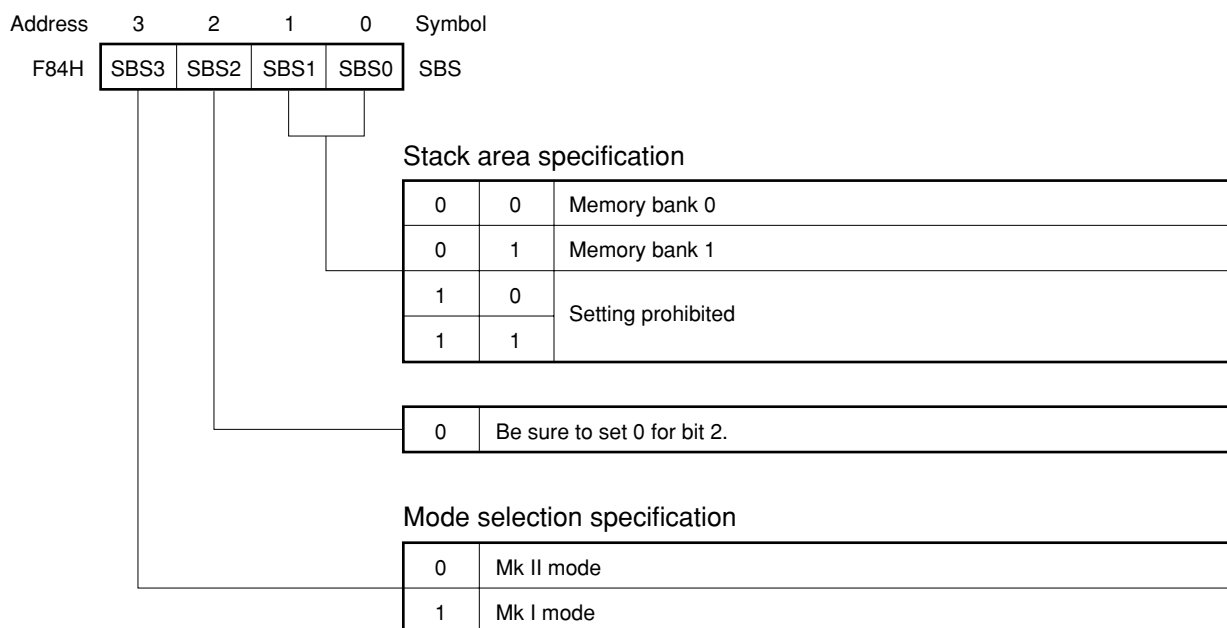 Address 3 2 1 0 Symbol
F84H SBS3 SBS2 SBS1 SBS0 SBS
Stack area specification
0 0 Memory bank 0
0 1 Memory bank 1
1 0 Setting prohibited
1 1
0 Be sure to set 0 for bit 2.
Mode selection specification
0 Mk II mode
1 Mk I mode